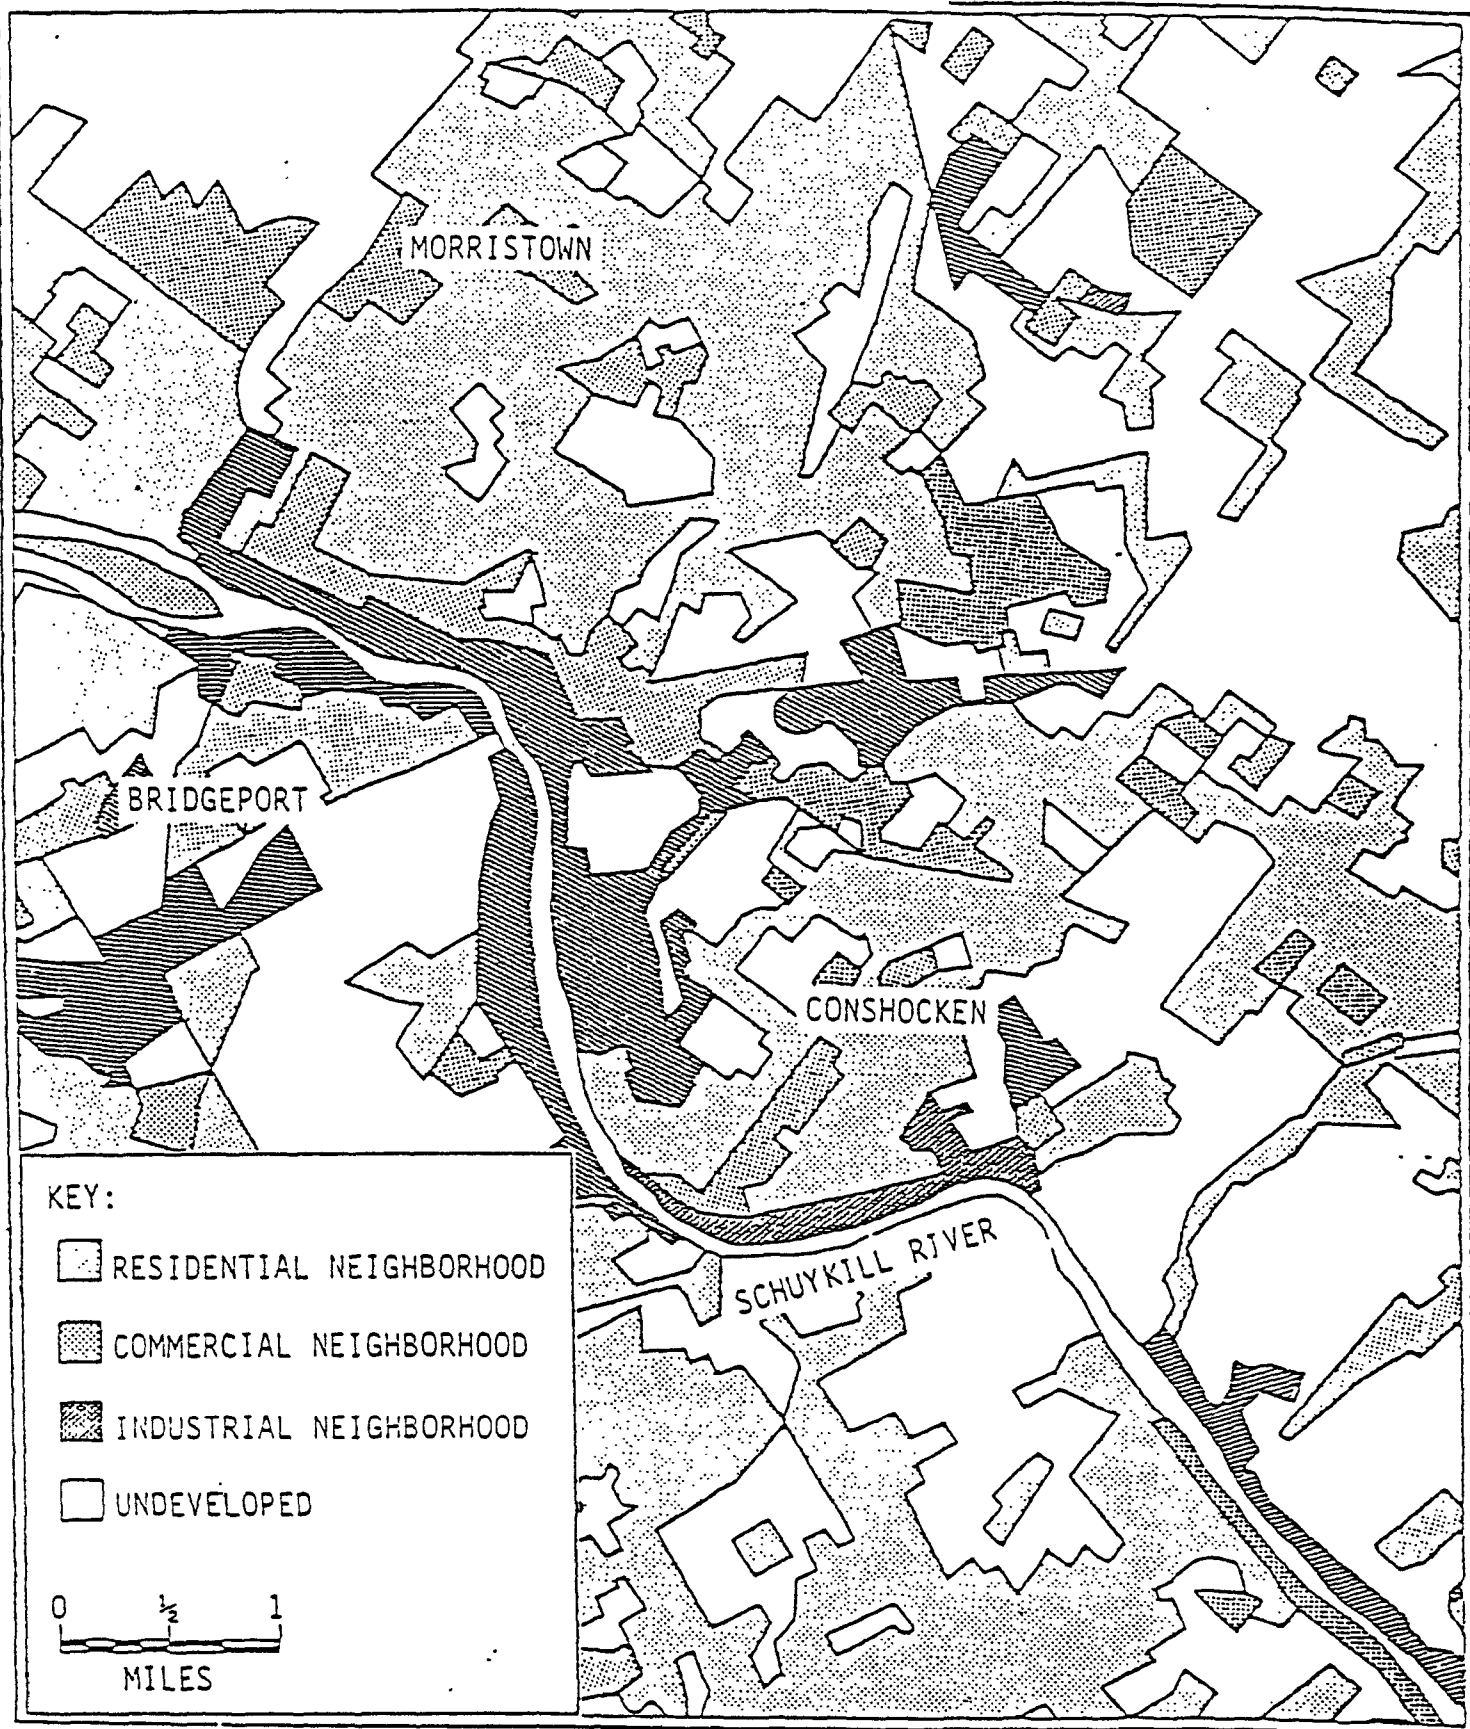 MORRISTOWN
BRIDGEPORT
CONSHOCKEN
SCHUYKILL RIVER
KEY:
RESIDENTIAL NEIGHBORHOOD
COMMERCIAL NEIGHBORHOOD
INDUSTRIAL NEIGHBORHOOD
UNDEVELOPED
0 ½ 1
MILES